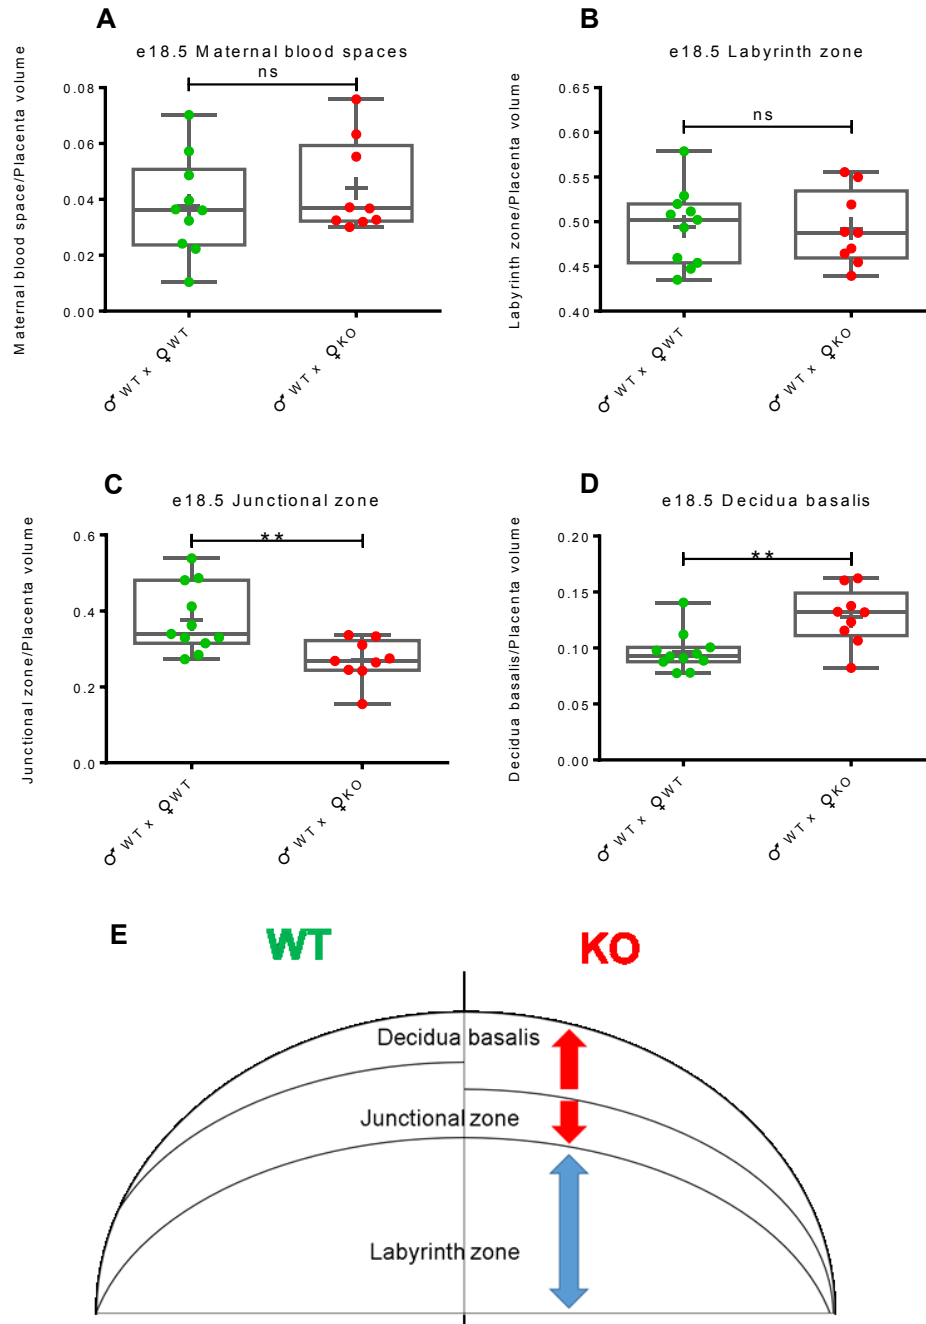 A
e18.5 Maternal blood spaces
ns
Maternal blood space/Placenta volume
0.08
0.06
0.04
0.02
0.00
♂ WT x ♀ WT
♂ WT x ♀ KO
B
e18.5 Labyrinth zone
ns
Labyrinth zone/Placenta volume
0.65
0.60
0.55
0.50
0.45
0.40
♂ WT x ♀ WT
♂ WT x ♀ KO
C
e18.5 Junctional zone
**
Junctional zone/Placenta volume
0.6
0.4
0.2
0.0
♂ WT x ♀ WT
♂ WT x ♀ KO
D
e18.5 Decidua basalis
**
Decidua basalis/Placenta volume
0.20
0.15
0.10
0.05
0.00
♂ WT x ♀ WT
♂ WT x ♀ KO
E
WT
KO
Decidua basalis
Junctional zone
Labyrinth zone